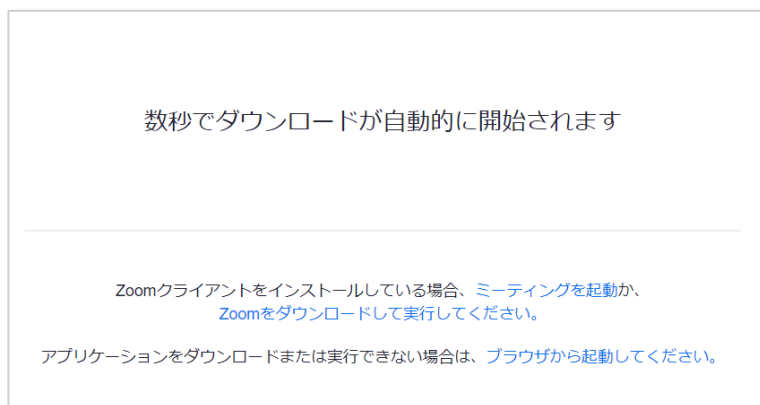 数秒でダウンロードが自動的に開始されます
Zoomクライアントをインストールしている場合、ミーティングを起動か、
Zoomをダウンロードして実行してください。
アプリケーションをダウンロードまたは実行できない場合は、ブラウザから起動してください。